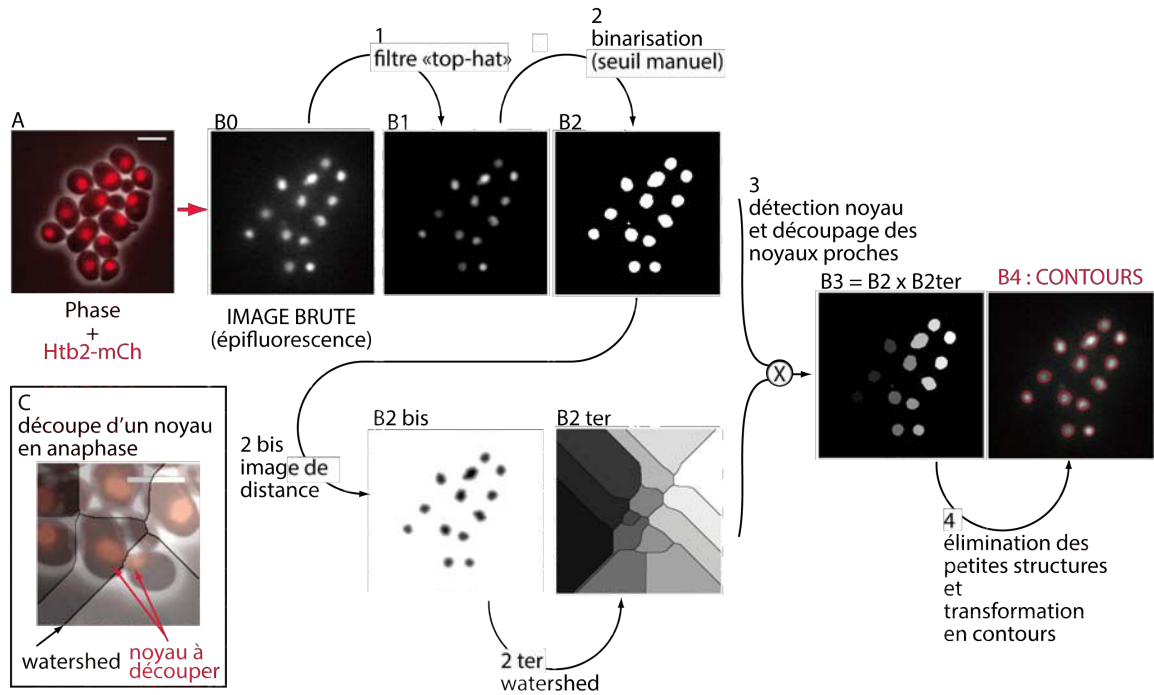 1
filtre «top-hat»
2
binarisation
(seuil manuel)
A
B0
B1
B2
Phase
+
Htb2-mCh
IMAGE BRUTE
(épifluorescence)
3
détection noyau
et découpage des
noyaux proches
B3 = B2 x B2ter
B4 : CONTOURS
X
C
découpe d'un noyau
en anaphase
watershed
noyau à
découper
2 bis
image de
distance
B2 bis
B2 ter
2 ter
watershed
4
élimination des
petites structures
et
transformation
en contours